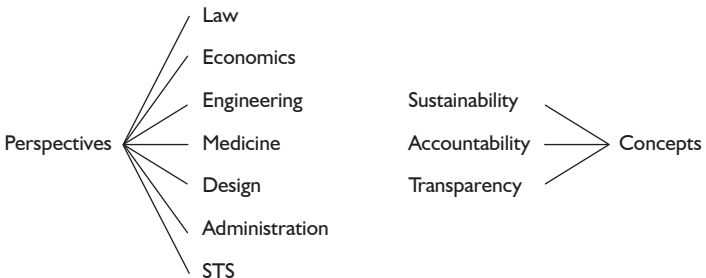 Law
Economics
Engineering
Sustainability
Perspectives
Medicine
Accountability
Concepts
Design
Transparency
Administration
STS